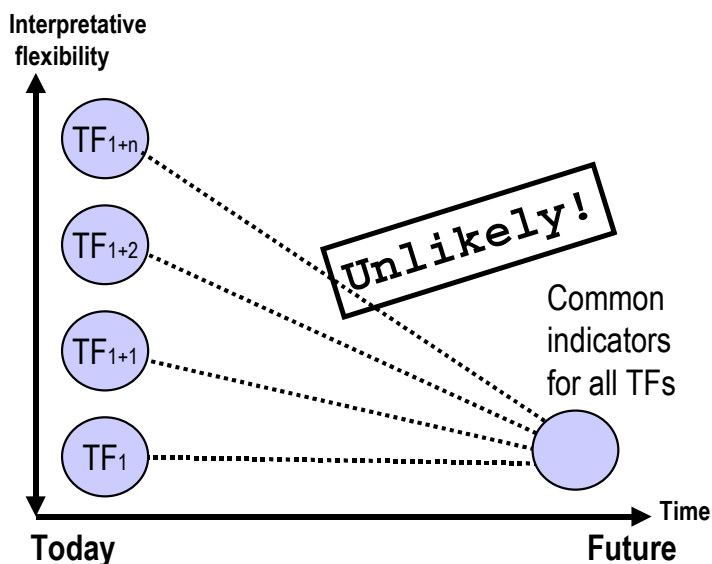 Interpretative
flexibility
TF1+n
TF1+2
TF1+1
TF1
Unlikely!
Common
indicators
for all TFs
Time
Today
Future